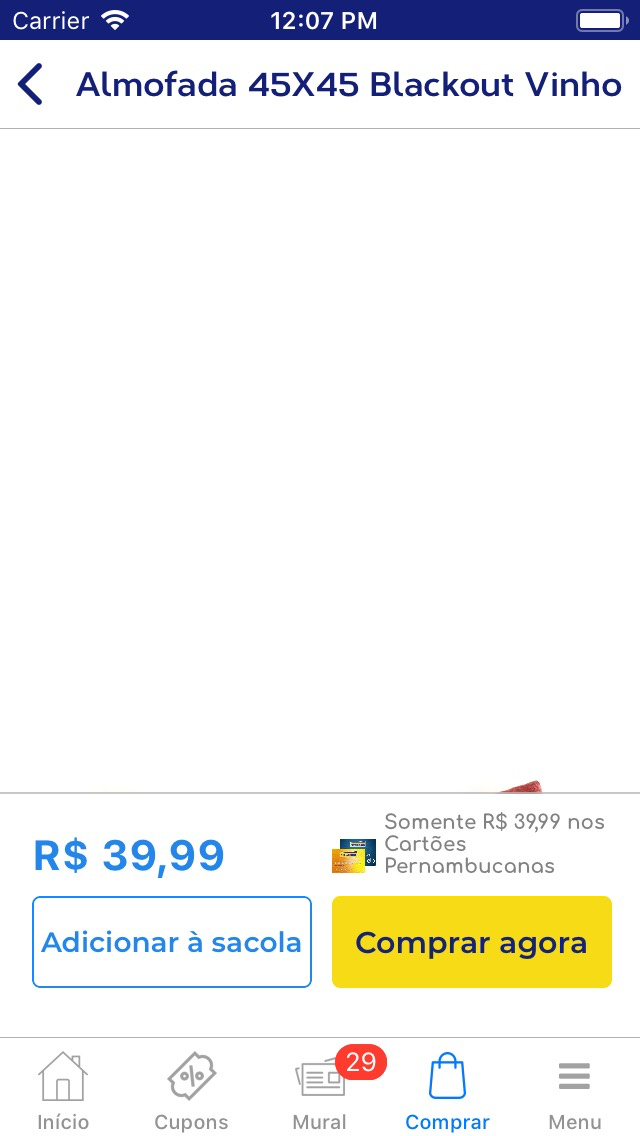 Carrier 12:07 PM
Almofada 45X45 Blackout Vinho
R$ 39,99
Somente R$ 39,99 nos
Cartões
Pernambucanas
Adicionar à sacola
Comprar agora
29
Início
Cupons
Mural
Comprar
Menu